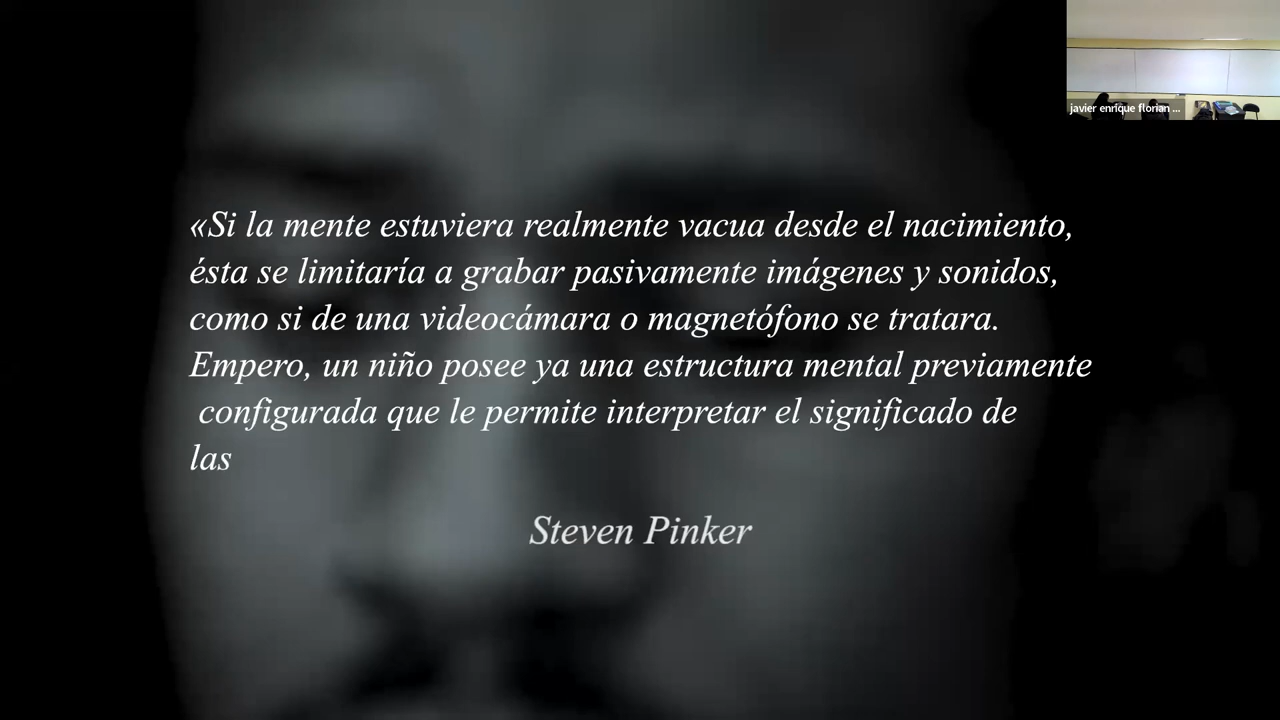 javier enrique florian ...
«Si la mente estuviera realmente vacua desde el nacimiento,
ésta se limitaría a grabar pasivamente imágenes y sonidos,
como si de una videocámara o magnetófono se tratara.
Empero, un niño posee ya una estructura mental previamente
configurada que le permite interpretar el significado de
las
Steven Pinker